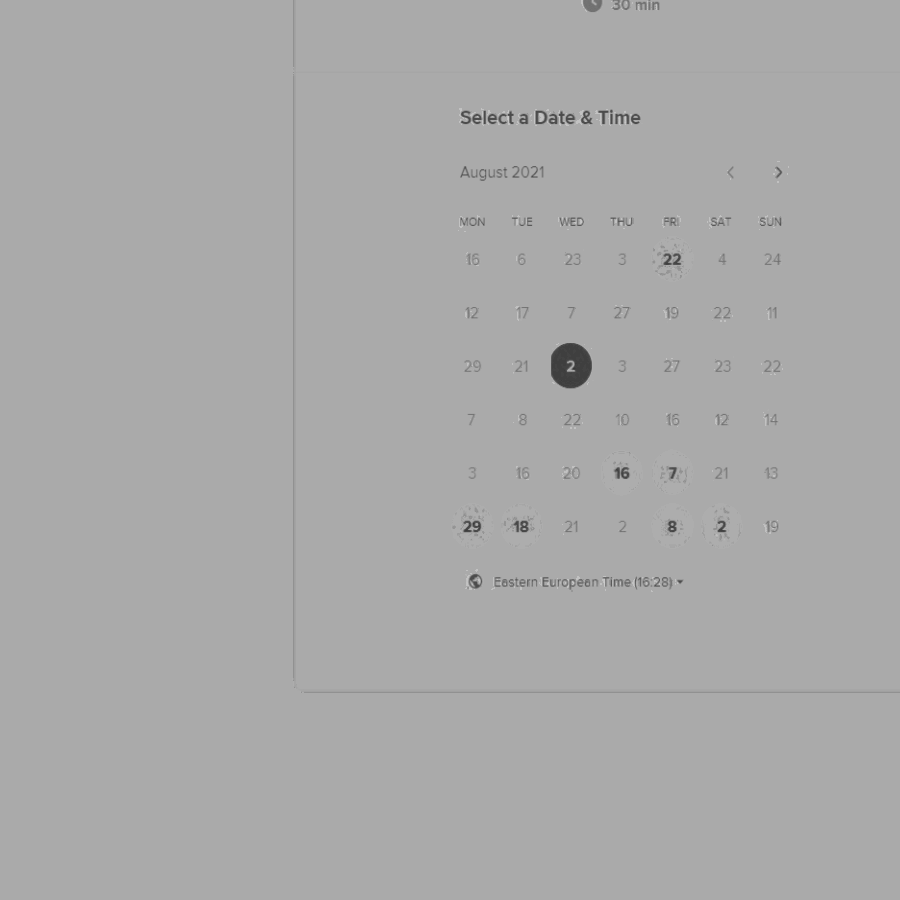 30 min
Select a Date & Time
August 2021
MON TUE WED THU FRI SAT SUN
16 6 23 3 22 4 24
12 17 7 27 19 22 11
29 21 2 3 27 23 22
7 8 22 10 16 12 14
3 16 20 16 7 21 13
29 18 21 2 8 2 19
Eastern European Time (16:28)